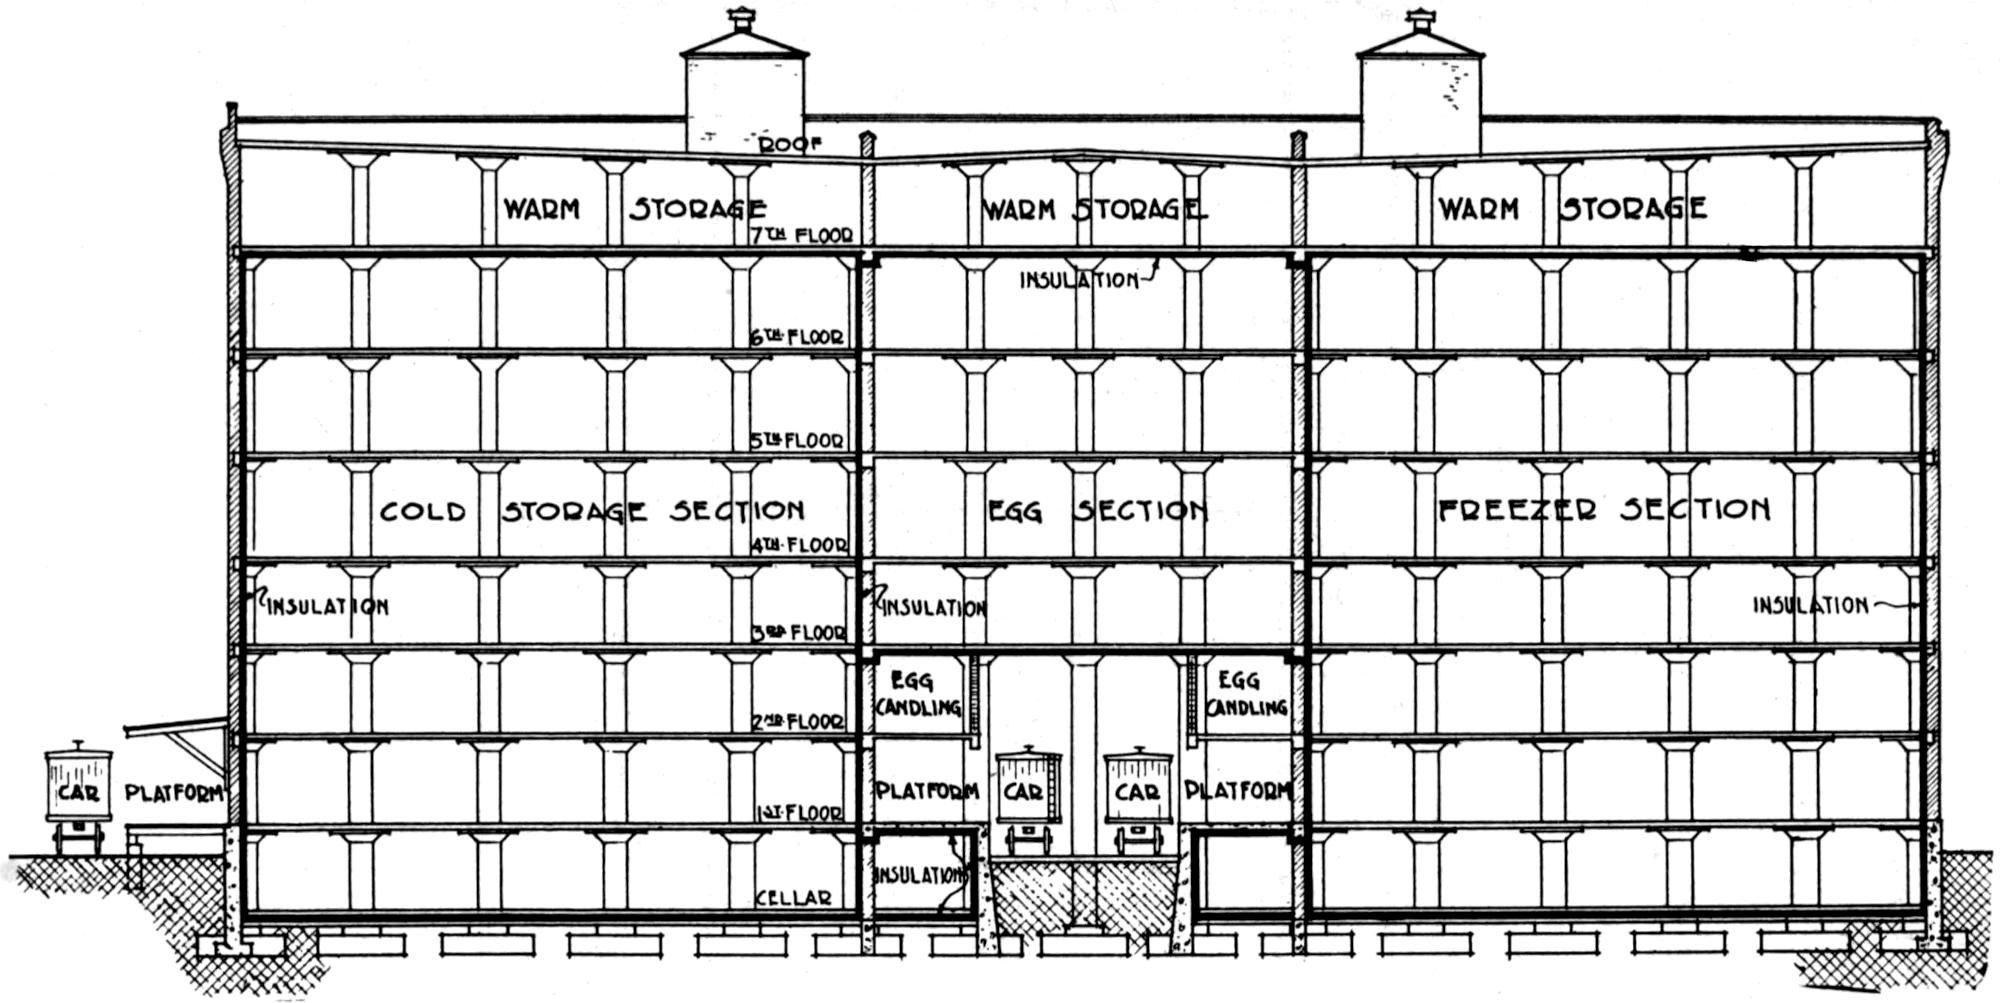 ROOF
WARM STORAGE
WARM STORAGE
WARM STORAGE
7TH FLOOR
INSULATION
6TH FLOOR
5TH FLOOR
COLD STORAGE SECTION
EGG SECTION
FREEZER SECTION
4TH FLOOR
INSULATION
INSULATION
INSULATION
3RD FLOOR
EGG
CANDLING
EGG
CANDLING
2ND FLOOR
CAR
PLATFORM
PLATFORM
CAR
CAR
PLATFORM
1ST FLOOR
INSULATION
CELLAR